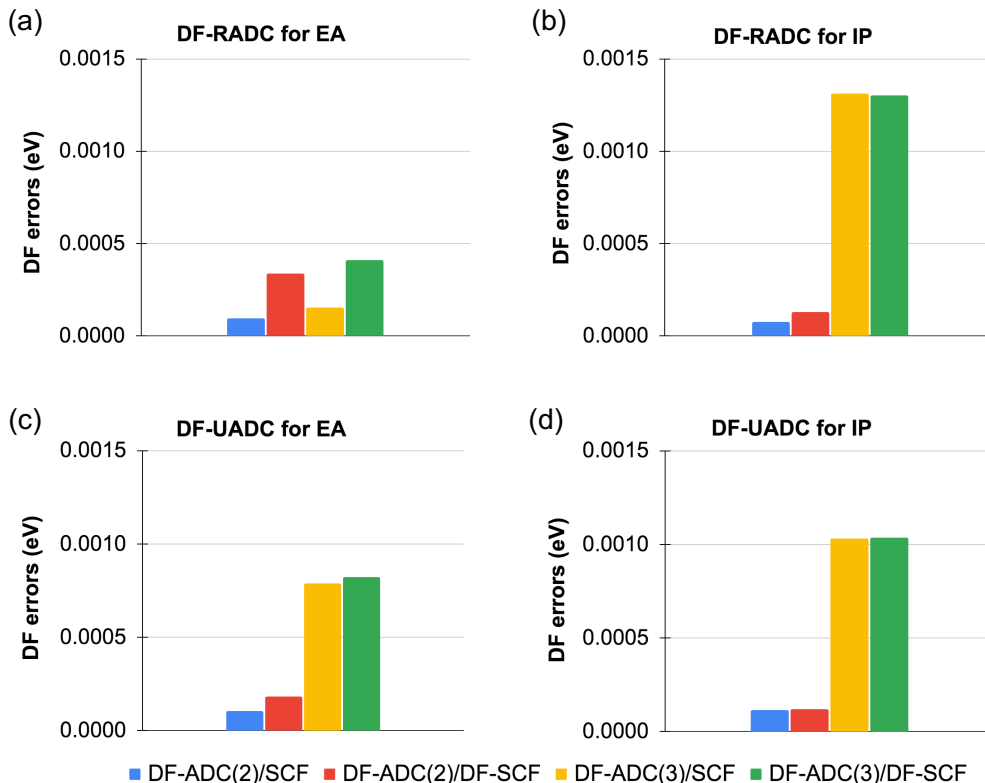 (a)
DF-RADC for EA
0.0015
0.0010
0.0005
0.0000
DF errors (eV)
(b)
DF-RADC for IP
0.0015
0.0010
0.0005
0.0000
DF errors (eV)
(c)
DF-UADC for EA
0.0015
0.0010
0.0005
0.0000
DF errors (eV)
(d)
DF-UADC for IP
0.0015
0.0010
0.0005
0.0000
DF errors (eV)
DF-ADC(2)/SCF DF-ADC(2)/DF-SCF DF-ADC(3)/SCF DF-ADC(3)/DF-SCF